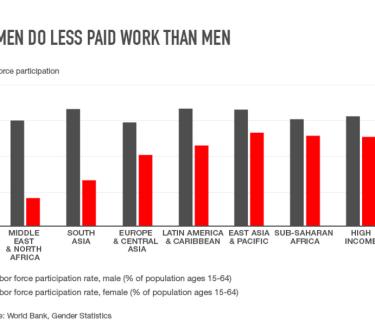 MEN DO LESS PAID WORK THAN MEN
orce participation
MIDDLE
EAST
& NORTH
AFRICA
SOUTH
ASIA
EUROPE
& CENTRAL
ASIA
LATIN AMERICA
& CARIBBEAN
EAST ASIA
& PACIFIC
SUB-SAHARAN
AFRICA
HIGH
INCOME
bor force participation rate, male (% of population ages 15-64)
bor force participation rate, female (% of population ages 15-64)
e: World Bank, Gender Statistics